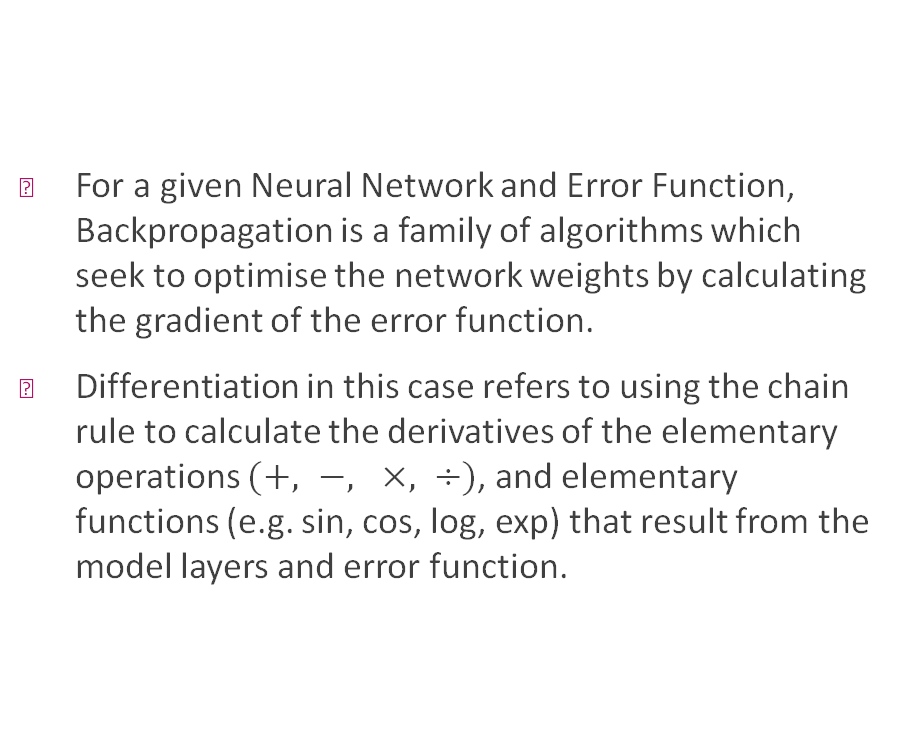 For a given Neural Network and Error Function,
Backpropagation is a family of algorithms which
seek to optimise the network weights by calculating
the gradient of the error function.
Differentiation in this case refers to using the chain
rule to calculate the derivatives of the elementary
operations (+, −, ×, ÷), and elementary
functions (e.g. sin, cos, log, exp) that result from the
model layers and error function.